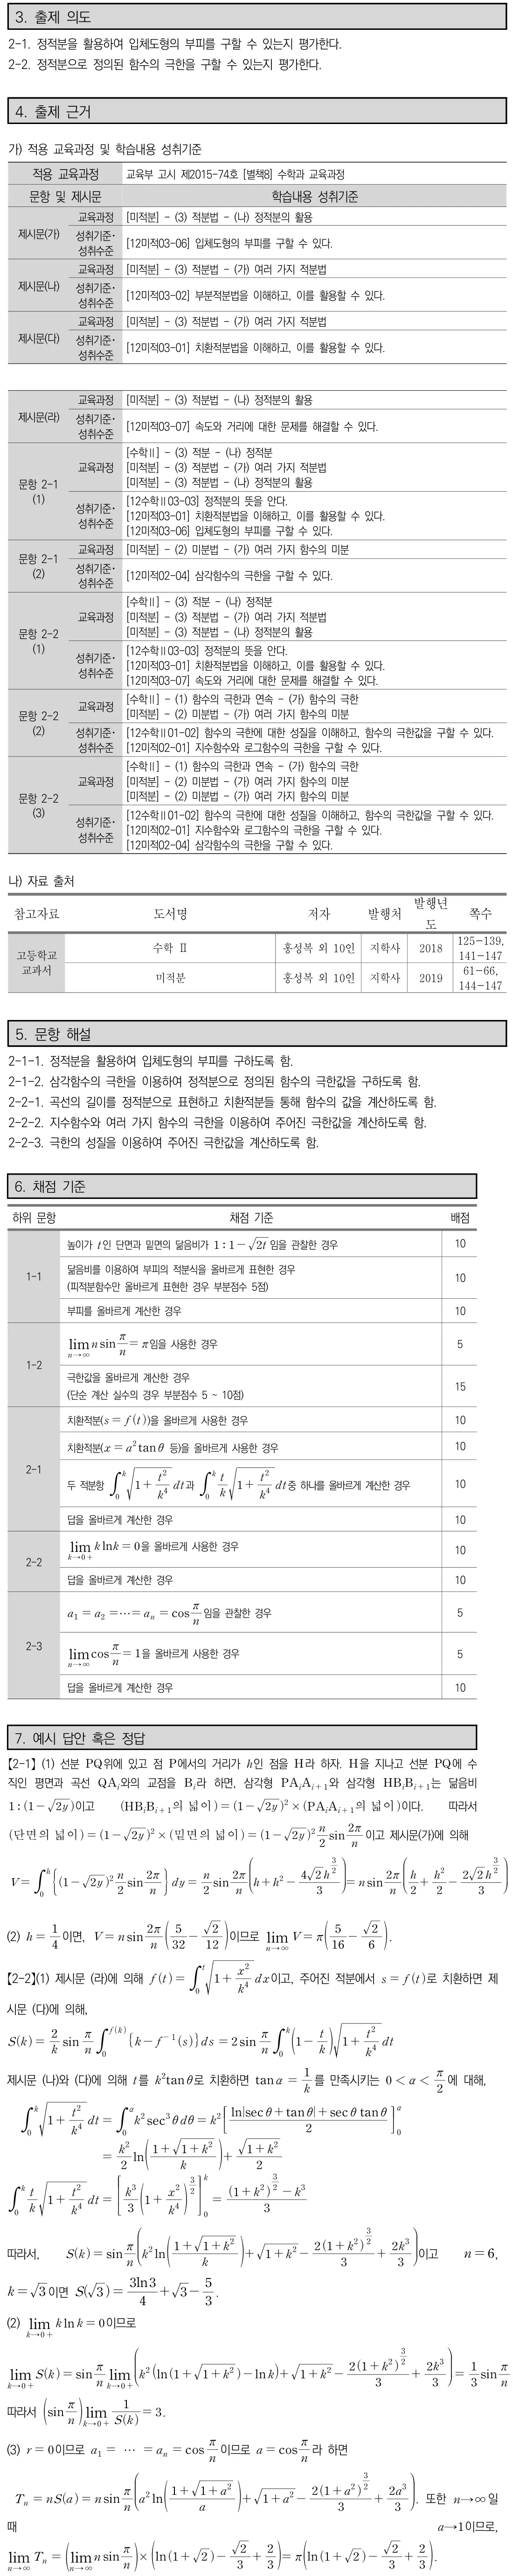 3. 출제 의도
2-1. 정적분을 활용하여 입체도형의 부피를 구할 수 있는지 평가한다.
2-2. 정적분으로 정의된 함수의 극한을 구할 수 있는지 평가한다.
4. 출제 근거
가) 적용 교육과정 및 학습내용 성취기준
적용 교육과정 교육부 고시 제2015-74호 [별책8] 수학과 교육과정
문항 및 제시문 학습내용 성취기준
제시문(가) 교육과정 [미적분] - (3) 적분법 - (나) 정적분의 활용
성취기준·성취수준 [12미적03-06] 입체도형의 부피를 구할 수 있다.
제시문(나) 교육과정 [미적분] - (3) 적분법 - (가) 여러 가지 적분법
성취기준·성취수준 [12미적03-02] 부분적분법을 이해하고, 이를 활용할 수 있다.
제시문(다) 교육과정 [미적분] - (3) 적분법 - (가) 여러 가지 적분법
성취기준·성취수준 [12미적03-01] 치환적분법을 이해하고, 이를 활용할 수 있다.
제시문(라) 교육과정 [미적분] - (3) 적분법 - (나) 정적분의 활용
성취기준·성취수준 [12미적03-07] 속도와 거리에 대한 문제를 해결할 수 있다.
문항 2-1 (1) 교육과정 [수학Ⅱ] - (3) 적분 - (나) 정적분
[미적분] - (3) 적분법 - (가) 여러 가지 적분법
[미적분] - (3) 적분법 - (나) 정적분의 활용
성취기준·성취수준 [12수학Ⅱ03-03] 정적분의 뜻을 안다.
[12미적03-01] 치환적분법을 이해하고, 이를 활용할 수 있다.
[12미적03-06] 입체도형의 부피를 구할 수 있다.
문항 2-1 (2) 교육과정 [미적분] - (2) 미분법 - (가) 여러 가지 함수의 미분
성취기준·성취수준 [12미적02-04] 삼각함수의 극한을 구할 수 있다.
문항 2-2 (1) 교육과정 [수학Ⅱ] - (3) 적분 - (나) 정적분
[미적분] - (3) 적분법 - (가) 여러 가지 적분법
[미적분] - (3) 적분법 - (나) 정적분의 활용
성취기준·성취수준 [12수학Ⅱ03-03] 정적분의 뜻을 안다.
[12미적03-01] 치환적분법을 이해하고, 이를 활용할 수 있다.
[12미적03-07] 속도와 거리에 대한 문제를 해결할 수 있다.
문항 2-2 (2) 교육과정 [수학Ⅱ] - (1) 함수의 극한과 연속 - (가) 함수의 극한
[미적분] - (2) 미분법 - (가) 여러 가지 함수의 미분
성취기준·성취수준 [12수학Ⅱ01-02] 함수의 극한에 대한 성질을 이해하고, 함수의 극한값을 구할 수 있다.
[12미적02-01] 지수함수와 로그함수의 극한을 구할 수 있다.
문항 2-2 (3) 교육과정 [수학Ⅱ] - (1) 함수의 극한과 연속 - (가) 함수의 극한
[미적분] - (2) 미분법 - (가) 여러 가지 함수의 미분
[미적분] - (2) 미분법 - (가) 여러 가지 함수의 미분
성취기준·성취수준 [12수학Ⅱ01-02] 함수의 극한에 대한 성질을 이해하고, 함수의 극한값을 구할 수 있다.
[12미적02-01] 지수함수와 로그함수의 극한을 구할 수 있다.
[12미적02-04] 삼각함수의 극한을 구할 수 있다.
나) 자료 출처
참고자료 도서명 저자 발행처 발행년도 쪽수
고등학교 교과서 수학 Ⅱ 홍성복 외 10인 지학사 2018 125-139, 141-147
미적분 홍성복 외 10인 지학사 2019 61-66, 144-147
5. 문항 해설
2-1-1. 정적분을 활용하여 입체도형의 부피를 구하도록 함.
2-1-2. 삼각함수의 극한을 이용하여 정적분으로 정의된 함수의 극한값을 구하도록 함.
2-2-1. 곡선의 길이를 정적분으로 표현하고 치환적분들 통해 함수의 값을 계산하도록 함.
2-2-2. 지수함수와 여러 가지 함수의 극한을 이용하여 주어진 극한값을 계산하도록 함.
2-2-3. 극한의 성질을 이용하여 주어진 극한값을 계산하도록 함.
6. 채점 기준
하위 문항 채점 기준 배점
1-1 높이가 t인 단면과 밑면의 닮음비가 1 : 1-√(2t) 임을 관찰한 경우 10
닮음비를 이용하여 부피의 적분식을 올바르게 표현한 경우
(피적분함수만 올바르게 표현한 경우 부분점수 5점) 10
부피를 올바르게 계산한 경우 10
1-2 lim_{n→∞} n sin(π/n) = π임을 사용한 경우 5
극한값을 올바르게 계산한 경우
(단순 계산 실수의 경우 부분점수 5 ~ 10점) 15
2-1 치환적분(s = f(t))을 올바르게 사용한 경우 10
치환적분(x = a² tanθ 등)을 올바르게 사용한 경우 10
두 적분항 ∫_0^k √(1+t²/k⁴) dt과 ∫_0^k (t/k)√(1+t²/k⁴) dt중 하나를 올바르게 계산한 경우 10
답을 올바르게 계산한 경우 10
2-2 lim_{k→0+} k ln k = 0을 올바르게 사용한 경우 10
답을 올바르게 계산한 경우 10
2-3 a₁ = a₂ = ⋯ = aₙ = cos(π/n) 임을 관찰한 경우 5
lim_{n→∞} cos(π/n) = 1을 올바르게 사용한 경우 5
답을 올바르게 계산한 경우 10
7. 예시 답안 혹은 정답
【2-1】 (1) 선분 PQ위에 있고 점 P에서의 거리가 h인 점을 H라 하자. H을 지나고 선분 PQ에 수
직인 평면과 곡선 QAᵢ와의 교점을 Bᵢ라 하면, 삼각형 PAᵢAᵢ₊₁와 삼각형 HBᵢBᵢ₊₁는 닮음비
1 : (1-√(2y))이고 (HBᵢBᵢ₊₁의 넓이) = (1-√(2y))² × (PAᵢAᵢ₊₁의 넓이)이다. 따라서
(단면의 넓이) = (1-√(2y))² × (밑면의 넓이) = (1-√(2y))² (n/2) sin(2π/n) 이고 제시문(가)에 의해
V = ∫_0^h {(1-√(2y))² (n/2) sin(2π/n)} dy = (n/2) sin(2π/n) (h+h²-4√2 h^(3/2)/3) = n sin(2π/n) (h/2 + h²/2 - 2√2 h^(3/2)/3)
(2) h = 1/4 이면, V = n sin(2π/n) (5/32 - √2/12)이므로 lim_{n→∞} V = π(5/16 - √2/6).
【2-2】(1) 제시문 (라)에 의해 f(t) = ∫_0^t √(1+x²/k⁴) dx이고, 주어진 적분에서 s = f(t)로 치환하면 제
시문 (다)에 의해,
S(k) = (2/k) sin(π/n) ∫_0^{f(k)} {k-f⁻¹(s)} ds = 2 sin(π/n) ∫_0^k (1-t/k) √(1+t²/k⁴) dt
제시문 (나)와 (다)에 의해 t를 k² tanθ로 치환하면 tanα = 1/k 를 만족시키는 0 < α < π/2 에 대해,
∫_0^k √(1+t²/k⁴) dt = ∫_0^α k² sec³θ dθ = k² [(ln|secθ+tanθ| + secθ tanθ)/2]_0^α
= (k²/2) ln((1+√(1+k²))/k) + √(1+k²)/2
∫_0^k (t/k)√(1+t²/k⁴) dt = [(k³/3)(1+x²/k⁴)^(3/2)]_0^k = ((1+k²)^(3/2) - k³)/3
따라서, S(k) = sin(π/n) (k² ln((1+√(1+k²))/k) + √(1+k²) - 2(1+k²)^(3/2)/3 + 2k³/3)이고 n = 6,
k = √3 이면 S(√3) = 3ln3/4 + √3 - 5/3.
(2) lim_{k→0+} k ln k = 0이므로
lim_{k→0+} S(k) = sin(π/n) lim_{k→0+} (k²(ln(1+√(1+k²)) - ln k) + √(1+k²) - 2(1+k²)^(3/2)/3 + 2k³/3) = (1/3) sin(π/n)
따라서 (sin(π/n)) lim_{k→0+} 1/S(k) = 3.
(3) r = 0이므로 a₁ = ⋯ = aₙ = cos(π/n) 이므로 a = cos(π/n) 라 하면
Tₙ = nS(a) = n sin(π/n) (a² ln((1+√(1+a²))/a) + √(1+a²) - 2(1+a²)^(3/2)/3 + 2a³/3). 또한 n→∞일
때 a→1이므로,
lim_{n→∞} Tₙ = (lim_{n→∞} n sin(π/n)) × (ln(1+√2) - √2/3 + 2/3) = π(ln(1+√2) - √2/3 + 2/3).